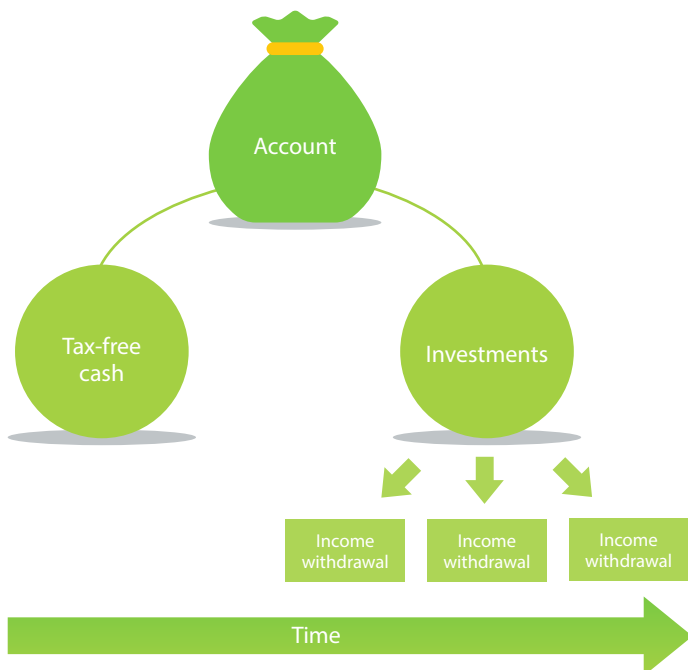 Account
Tax-free
cash
Investments
Income
withdrawal
Income
withdrawal
Income
withdrawal
Time